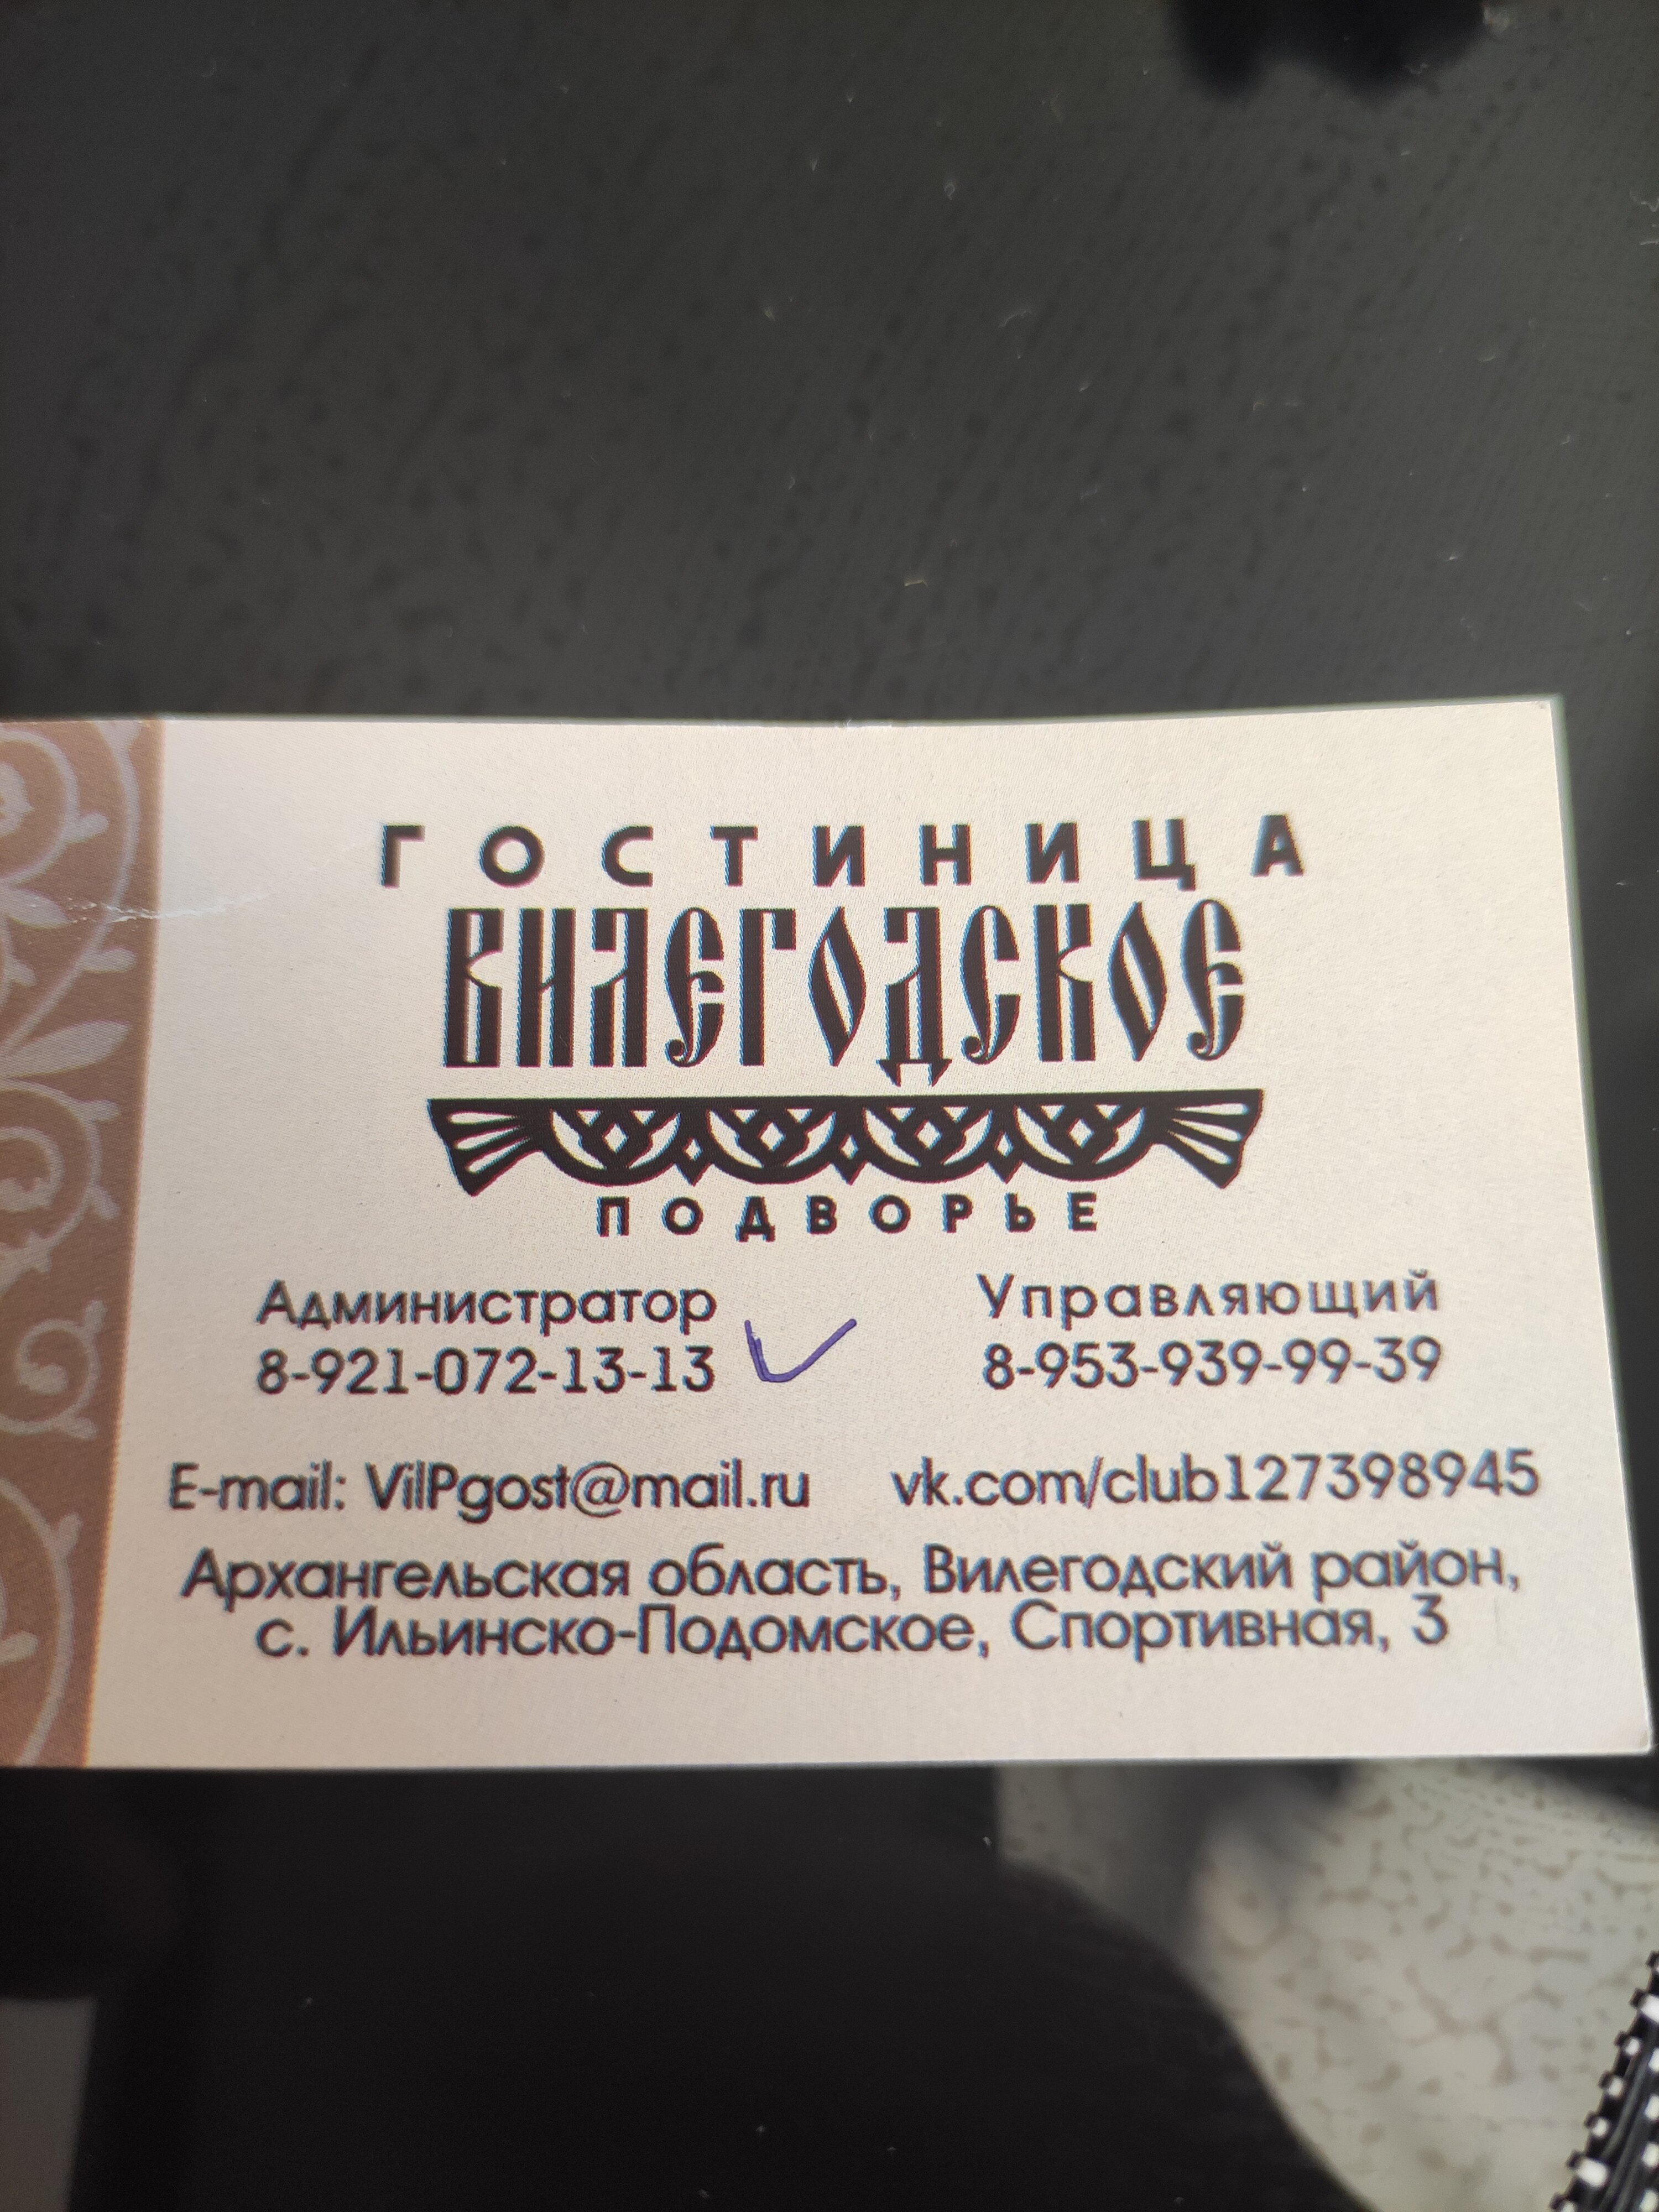 ГОСТИНИЦА
ВИЛЕГОДСКОЕ
ПОДВОРЬЕ
Администратор Управляющий
8-921-072-13-13 8-953-939-99-39
E-mail: VilPgost@mail.ru vk.com/club127398945
Архангельская область, Вилегодский район,
с. Ильинско-Подомское, Спортивная, 3